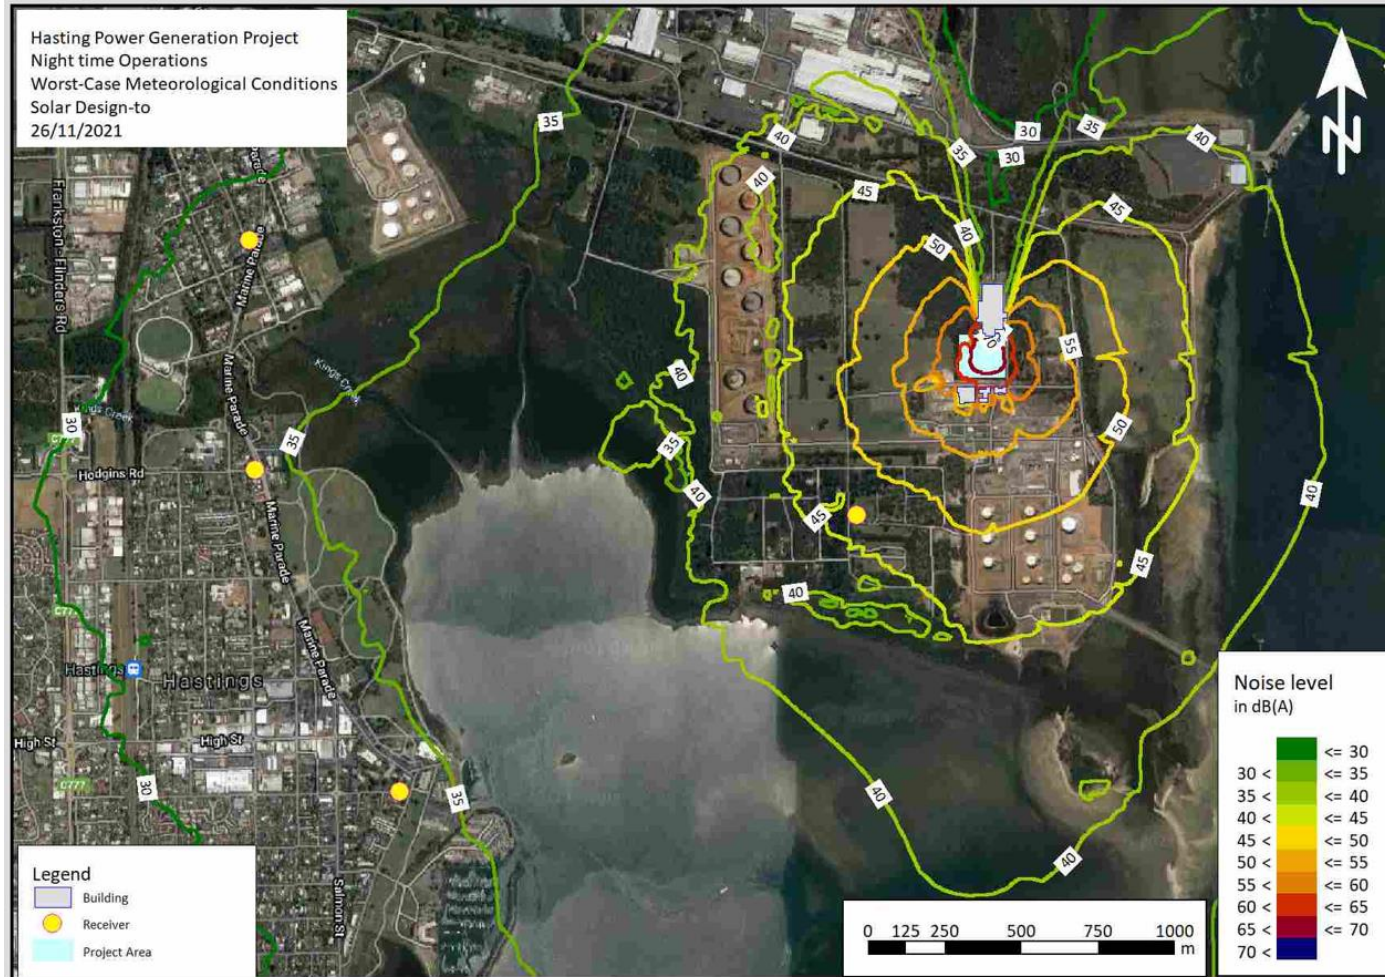 Hasting Power Generation Project
Night time Operations
Worst-Case Meteorological Conditions
Solar Design-to
26/11/2021
N
35
40
35
30
35
40
30
Parade
40
45
45
Frankston - Flinders Rd
40
50
Marine Parade
55
Kings Creek
40
Marine Parade
Kings Creek
30
35
35
50
C777
Hodgins Rd
40
40
45
Marine Parade
45
40
C777
Marine Parade
Hastings
Hastings
High St
High St
C777
30
35
40
40
Salmon St
Noise level
in dB(A)
<= 30
30 < <= 35
35 < <= 40
40 < <= 45
45 < <= 50
50 < <= 55
55 < <= 60
60 < <= 65
65 < <= 70
70 <
Legend
Building
Receiver
Project Area
0 125 250 500 750 1000
m